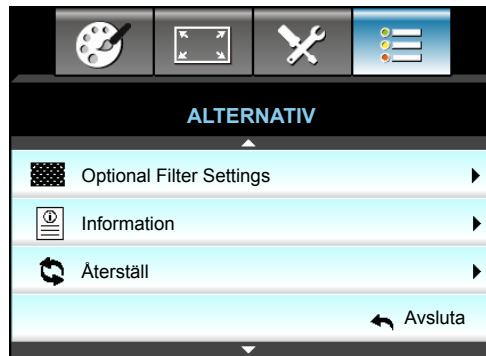 ALTERNATIV
Optional Filter Settings
Information
Återställ
Avsluta